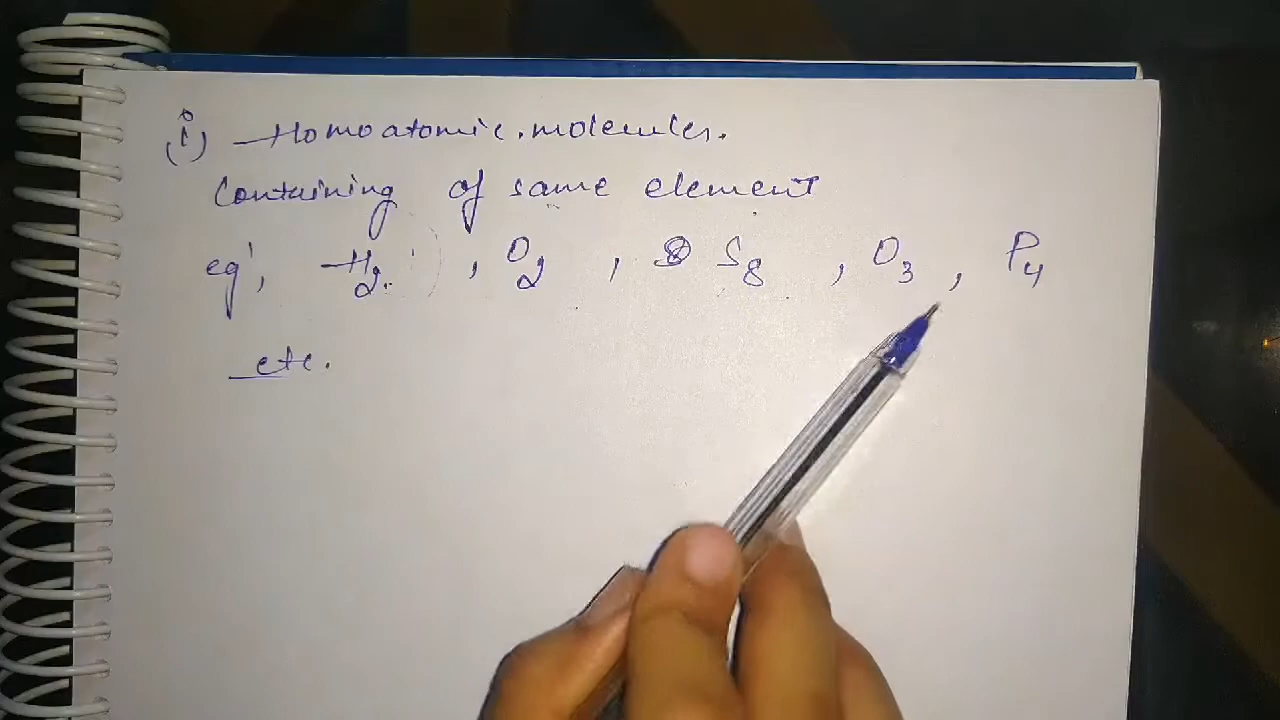 (i) Homoatomic molecules.
Containing of same element
eg', H₂, O₂, S₈, O₃, P₄
etc.